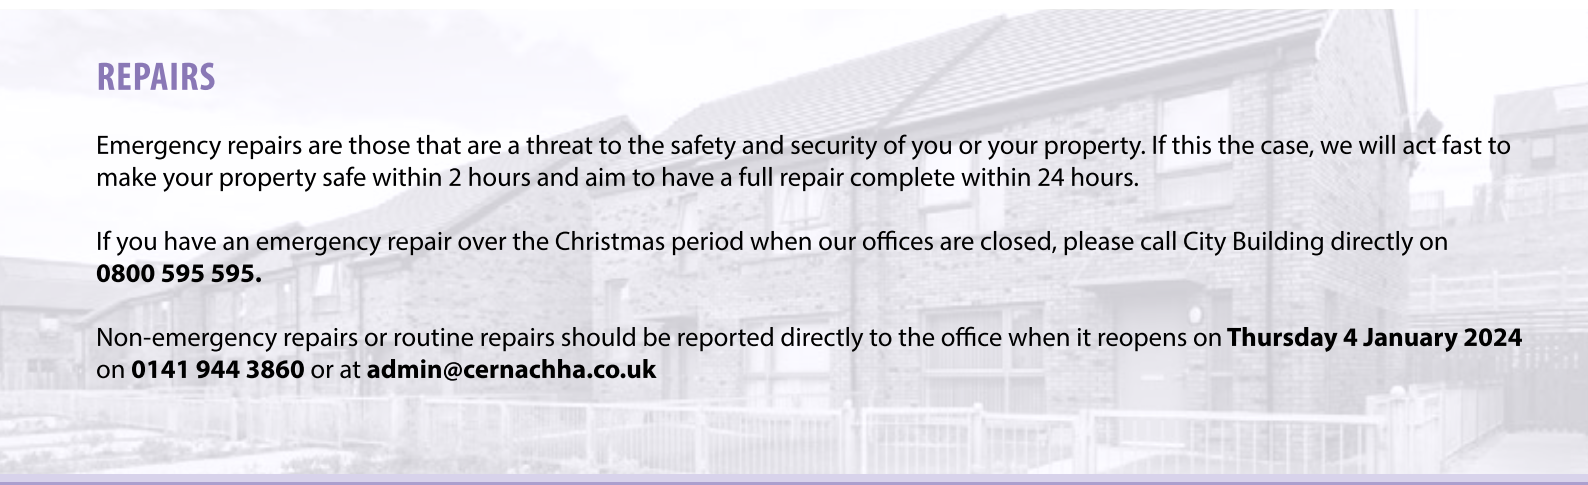 REPAIRS
Emergency repairs are those that are a threat to the safety and security of you or your property. If this the case, we will act fast to
make your property safe within 2 hours and aim to have a full repair complete within 24 hours.
If you have an emergency repair over the Christmas period when our offices are closed, please call City Building directly on
0800 595 595.
Non-emergency repairs or routine repairs should be reported directly to the office when it reopens on Thursday 4 January 2024
on 0141 944 3860 or at admin@cernachha.co.uk